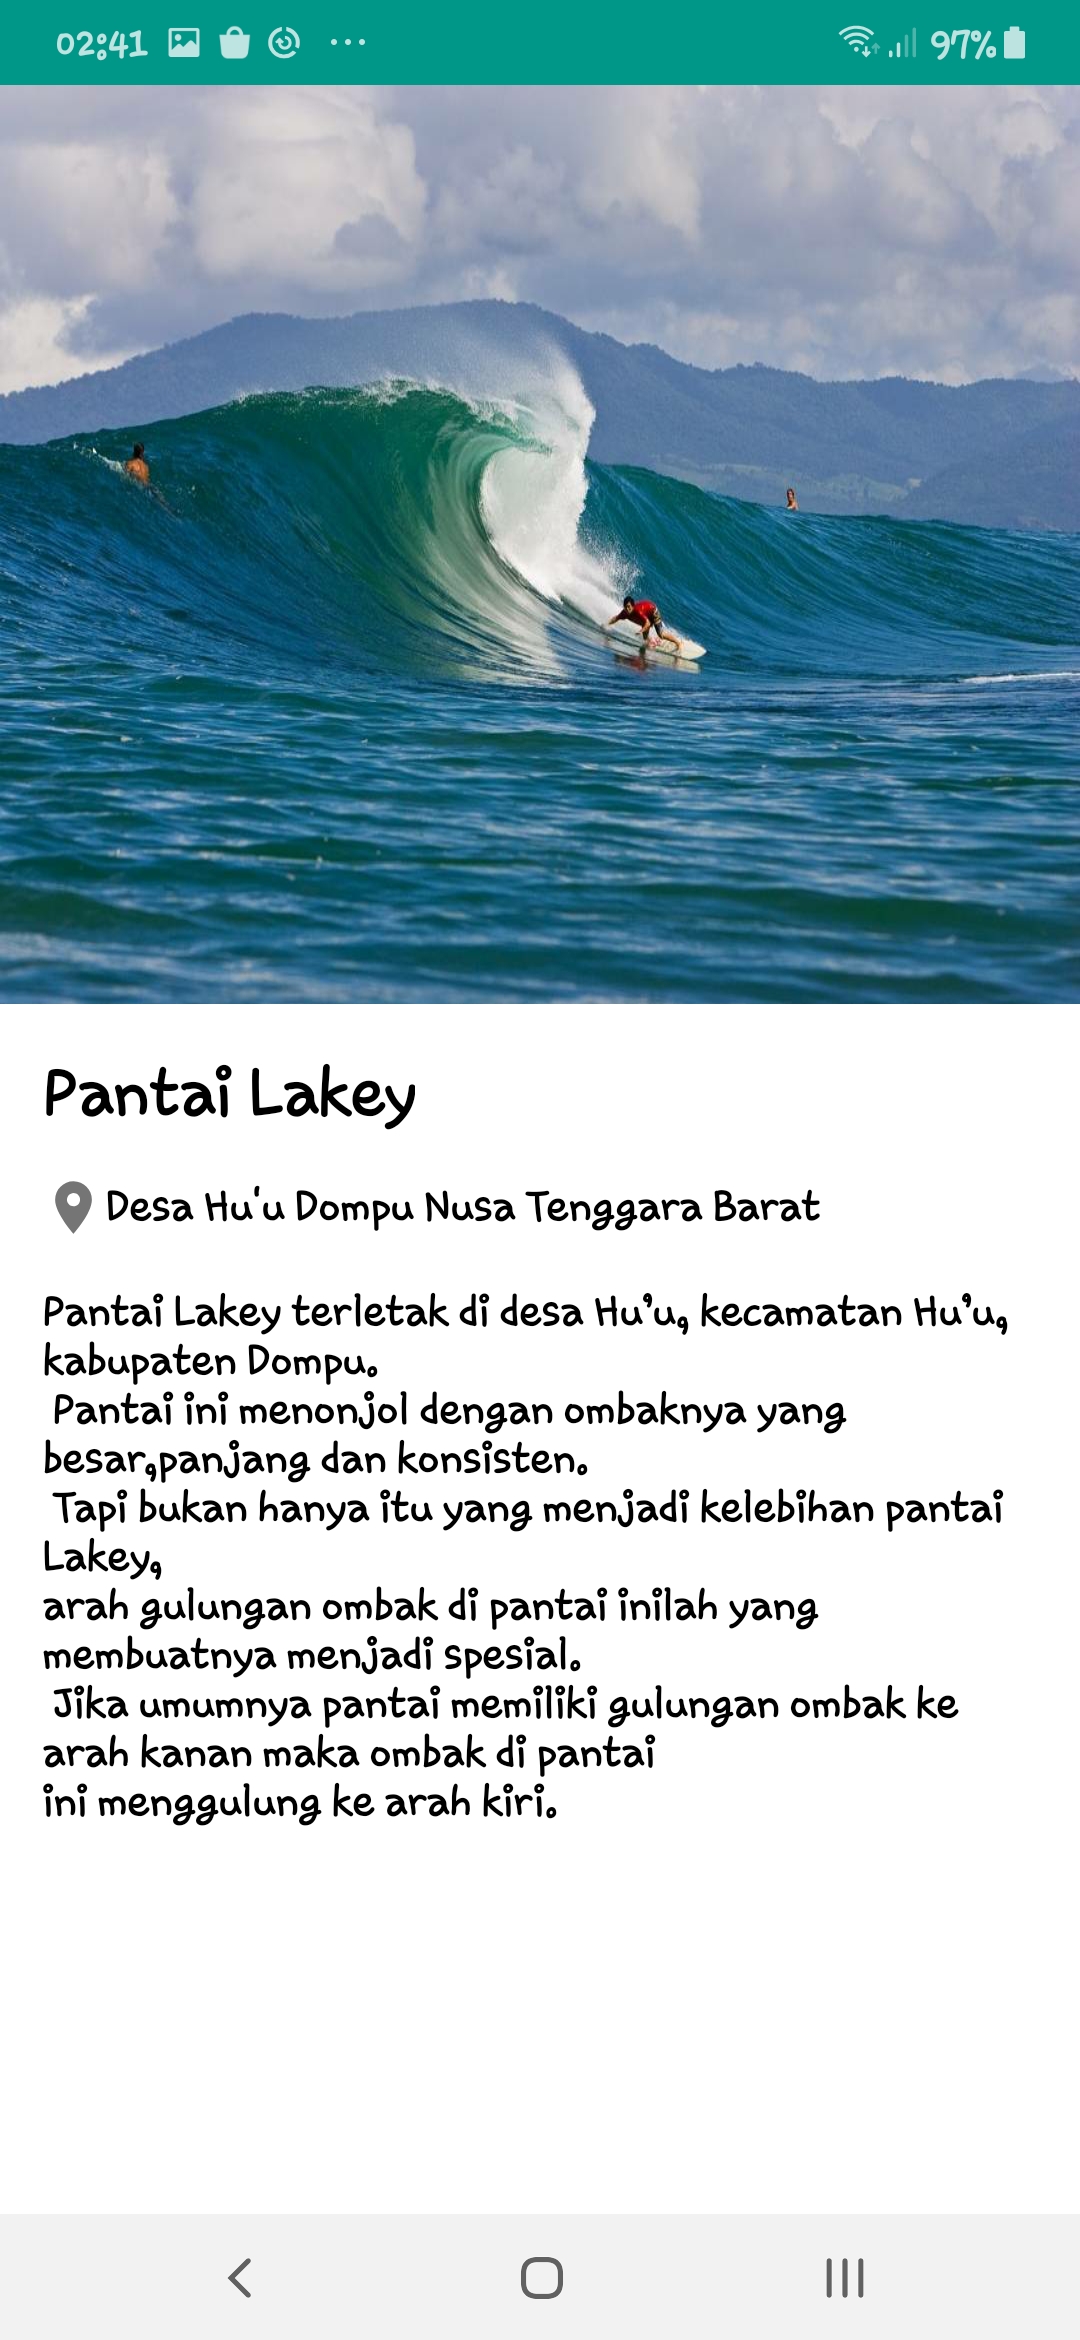 02:41
97%
Pantai Lakey
Desa Hu'u Dompu Nusa Tenggara Barat
Pantai Lakey terletak di desa Hu’u, kecamatan Hu’u,
kabupaten Dompu.
Pantai ini menonjol dengan ombaknya yang
besar,panjang dan konsisten.
Tapi bukan hanya itu yang menjadi kelebihan pantai
Lakey,
arah gulungan ombak di pantai inilah yang
membuatnya menjadi spesial.
Jika umumnya pantai memiliki gulungan ombak ke
arah kanan maka ombak di pantai
ini menggulung ke arah kiri.